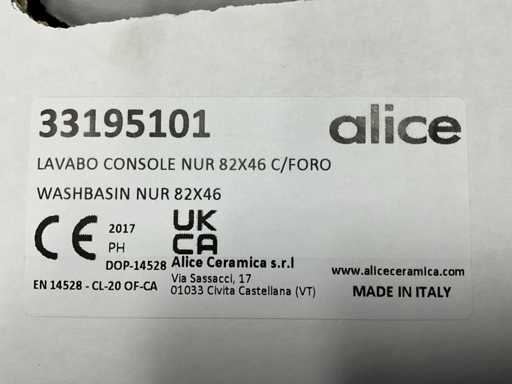 33195101
alice
LAVABO CONSOLE NUR 82X46 C/FORO
WASHBASIN NUR 82X46
CE
2017
PH
DOP-14528
UK
CA
Alice Ceramica s.r.l
Via Sassacci, 17
01033 Civita Castellana (VT)
www.aliceceramica.com
EN 14528 - CL-20 OF-CA
MADE IN ITALY